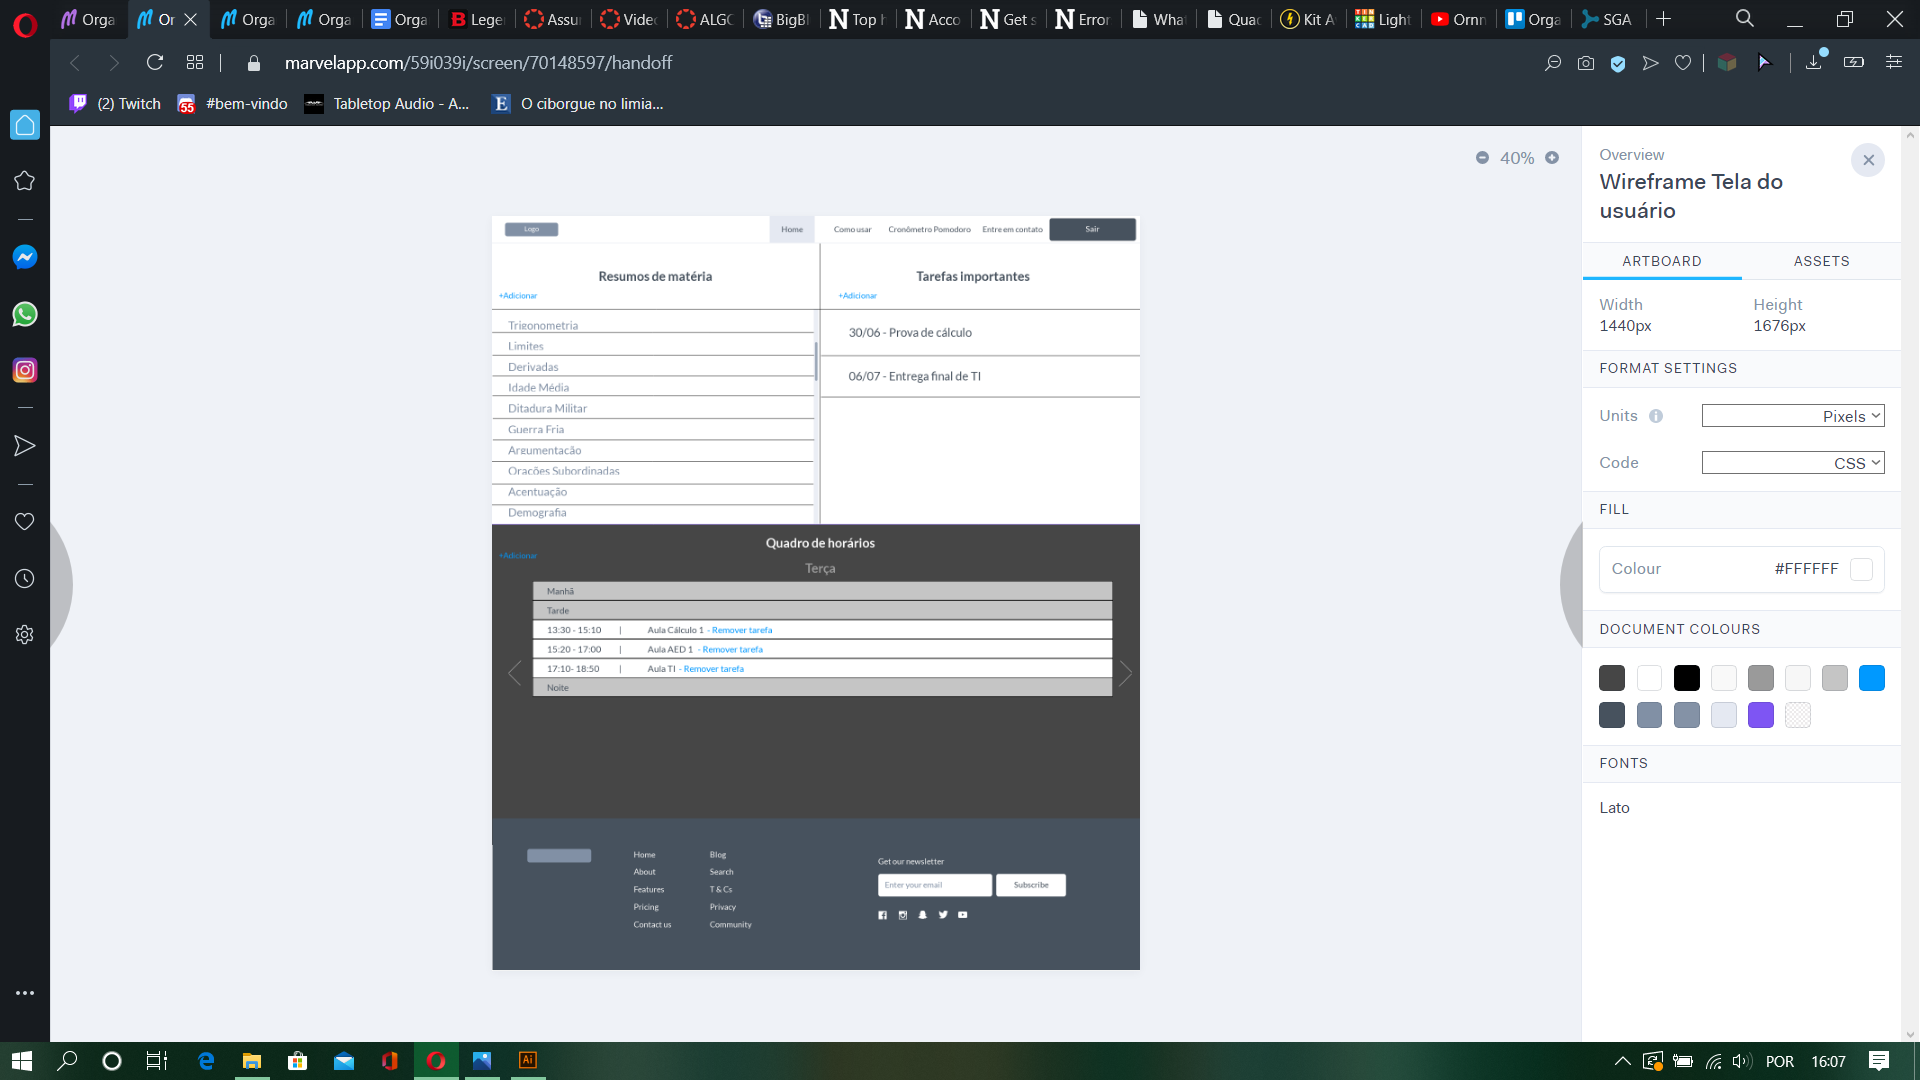 Orga
Or
Orga
Orga
Orga
Leger
Assur
Video
ALGO
BigBl
Top h
Acco
Get s
Error
What
Quac
Kit A
Light
Ornn
Orga
SGA
marvelapp.com/59i039i/screen/70148597/handoff
(2) Twitch
55
#bem-vindo
Tabletop Audio - A...
E
O ciborgue no limia...
40%
Logo
Home
Como usar
Cronômetro Pomodoro
Entre em contato
Sair
Resumos de matéria
Tarefas importantes
+Adicionar
+Adicionar
Trigonometria
Limites
Derivadas
Idade Média
Ditadura Militar
Guerra Fria
Argumentação
Orações Subordinadas
Acentuação
Demografia
30/06 - Prova de cálculo
06/07 - Entrega final de TI
Quadro de horários
+Adicionar
Terça
Manhã
Tarde
13:30 - 15:10 | Aula Cálculo 1 - Remover tarefa
15:20 - 17:00 | Aula AED 1 - Remover tarefa
17:10- 18:50 | Aula TI - Remover tarefa
Noite
Home
About
Features
Pricing
Contact us
Blog
Search
T & Cs
Privacy
Community
Get our newsletter
Enter your email
Subscribe
Overview
Wireframe Tela do
usuário
ARTBOARD
ASSETS
Width
Height
1440px
1676px
FORMAT SETTINGS
Units
Pixels
Code
CSS
FILL
Colour
#FFFFFF
DOCUMENT COLOURS
FONTS
Lato
Ai
POR
16:07